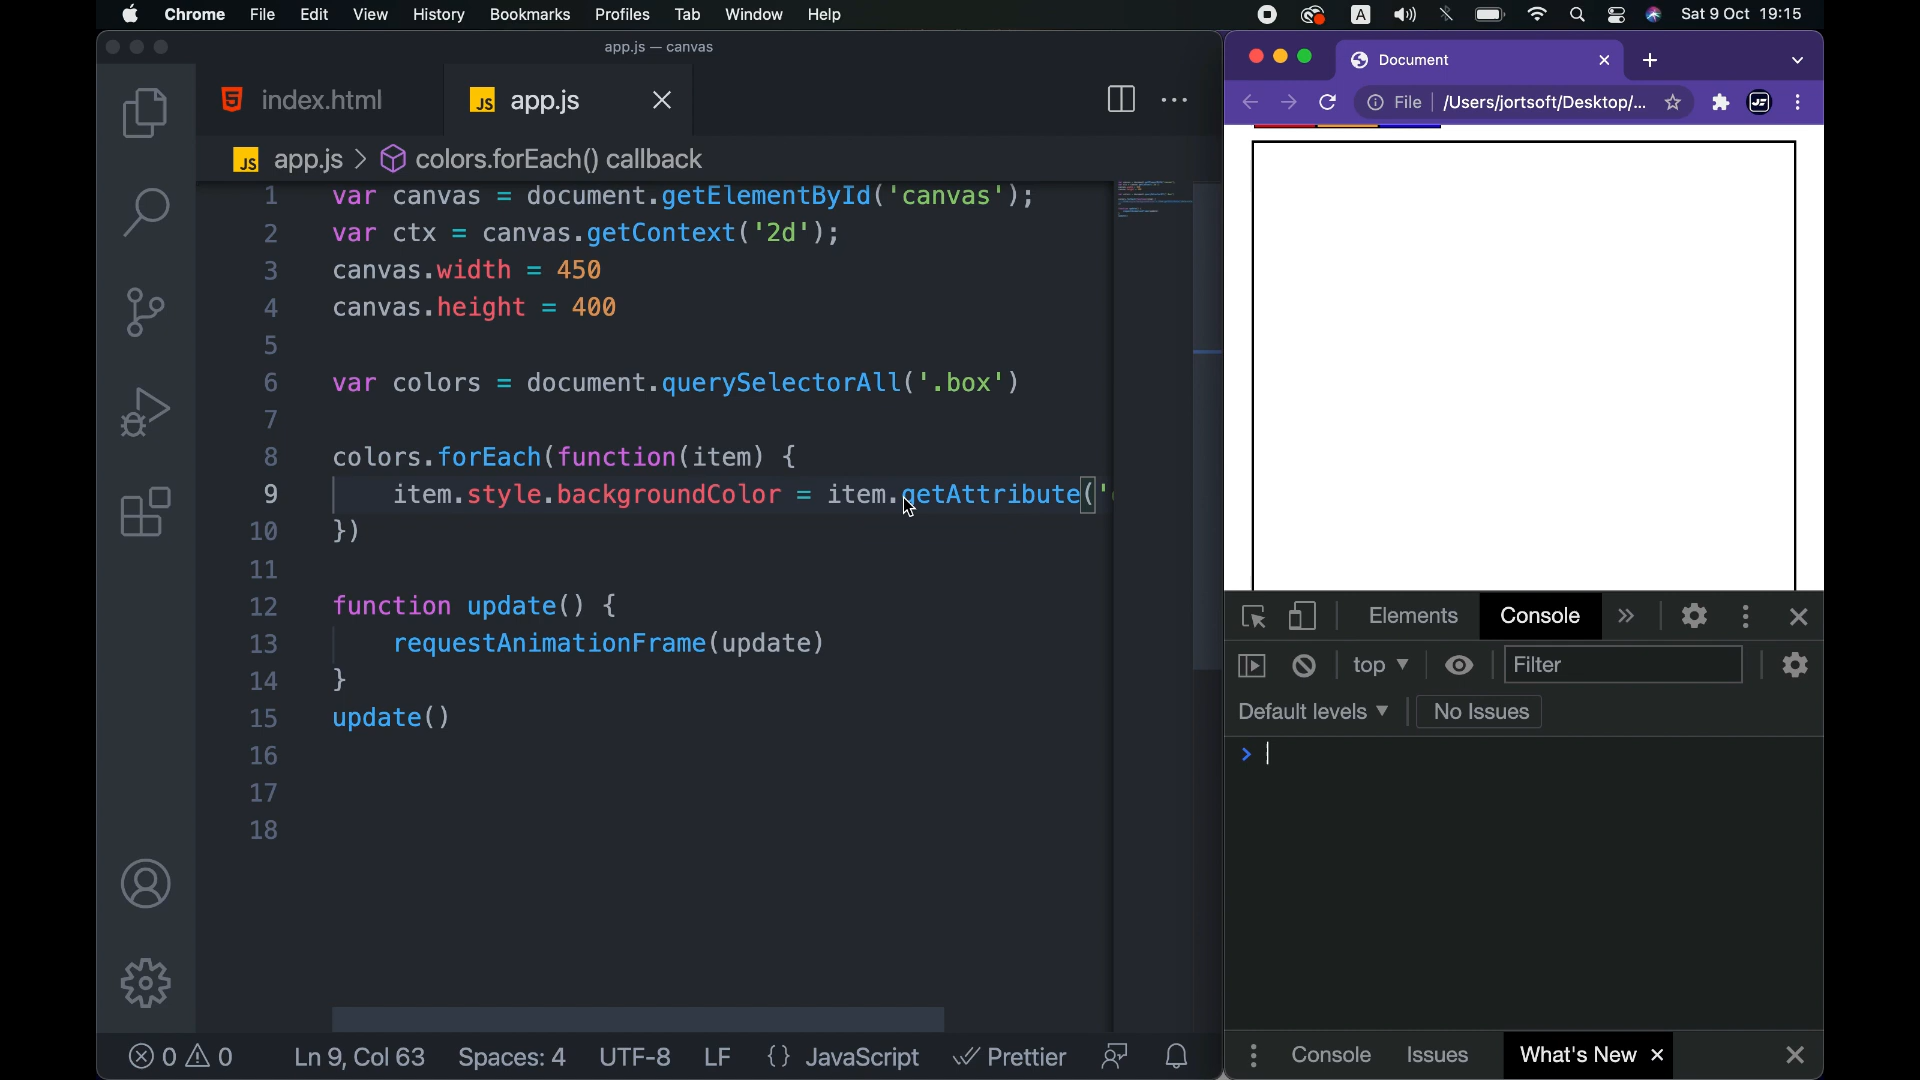 Chrome File Edit View History Bookmarks Profiles Tab Window Help A Sat 9 Oct 19:15
app.js — canvas
index.html JS app.js
JS app.js > colors.forEach() callback
1 var canvas = document.getElementById('canvas');
2 var ctx = canvas.getContext('2d');
3 canvas.width = 450
4 canvas.height = 400
5
6 var colors = document.querySelectorAll('.box')
7
8 colors.forEach(function(item) {
9 item.style.backgroundColor = item.getAttribute('
10 })
11
12 function update() {
13 requestAnimationFrame(update)
14 }
15 update()
16
17
18
0 0 Ln 9, Col 63 Spaces: 4 UTF-8 LF {} JavaScript Prettier
Document
File /Users/jortsoft/Desktop/...
Elements Console »
top Filter
Default levels No Issues
>
Console Issues What's New